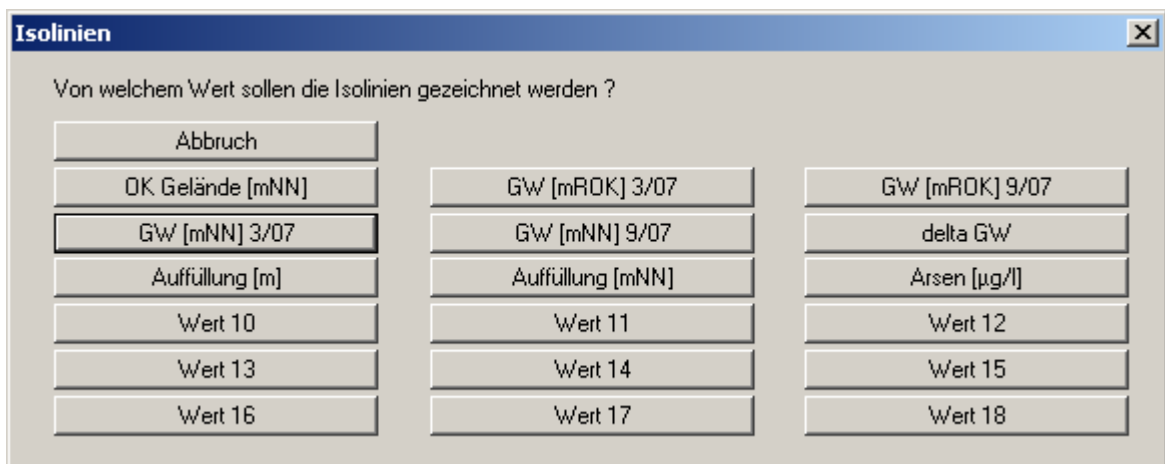 Isolinien
Von welchem Wert sollen die Isolinien gezeichnet werden ?
Abbruch
OK Gelände [mNN] GW [mROK] 3/07 GW [mROK] 9/07
GW [mNN] 3/07 GW [mNN] 9/07 delta GW
Auffüllung [m] Auffüllung [mNN] Arsen [µg/l]
Wert 10 Wert 11 Wert 12
Wert 13 Wert 14 Wert 15
Wert 16 Wert 17 Wert 18